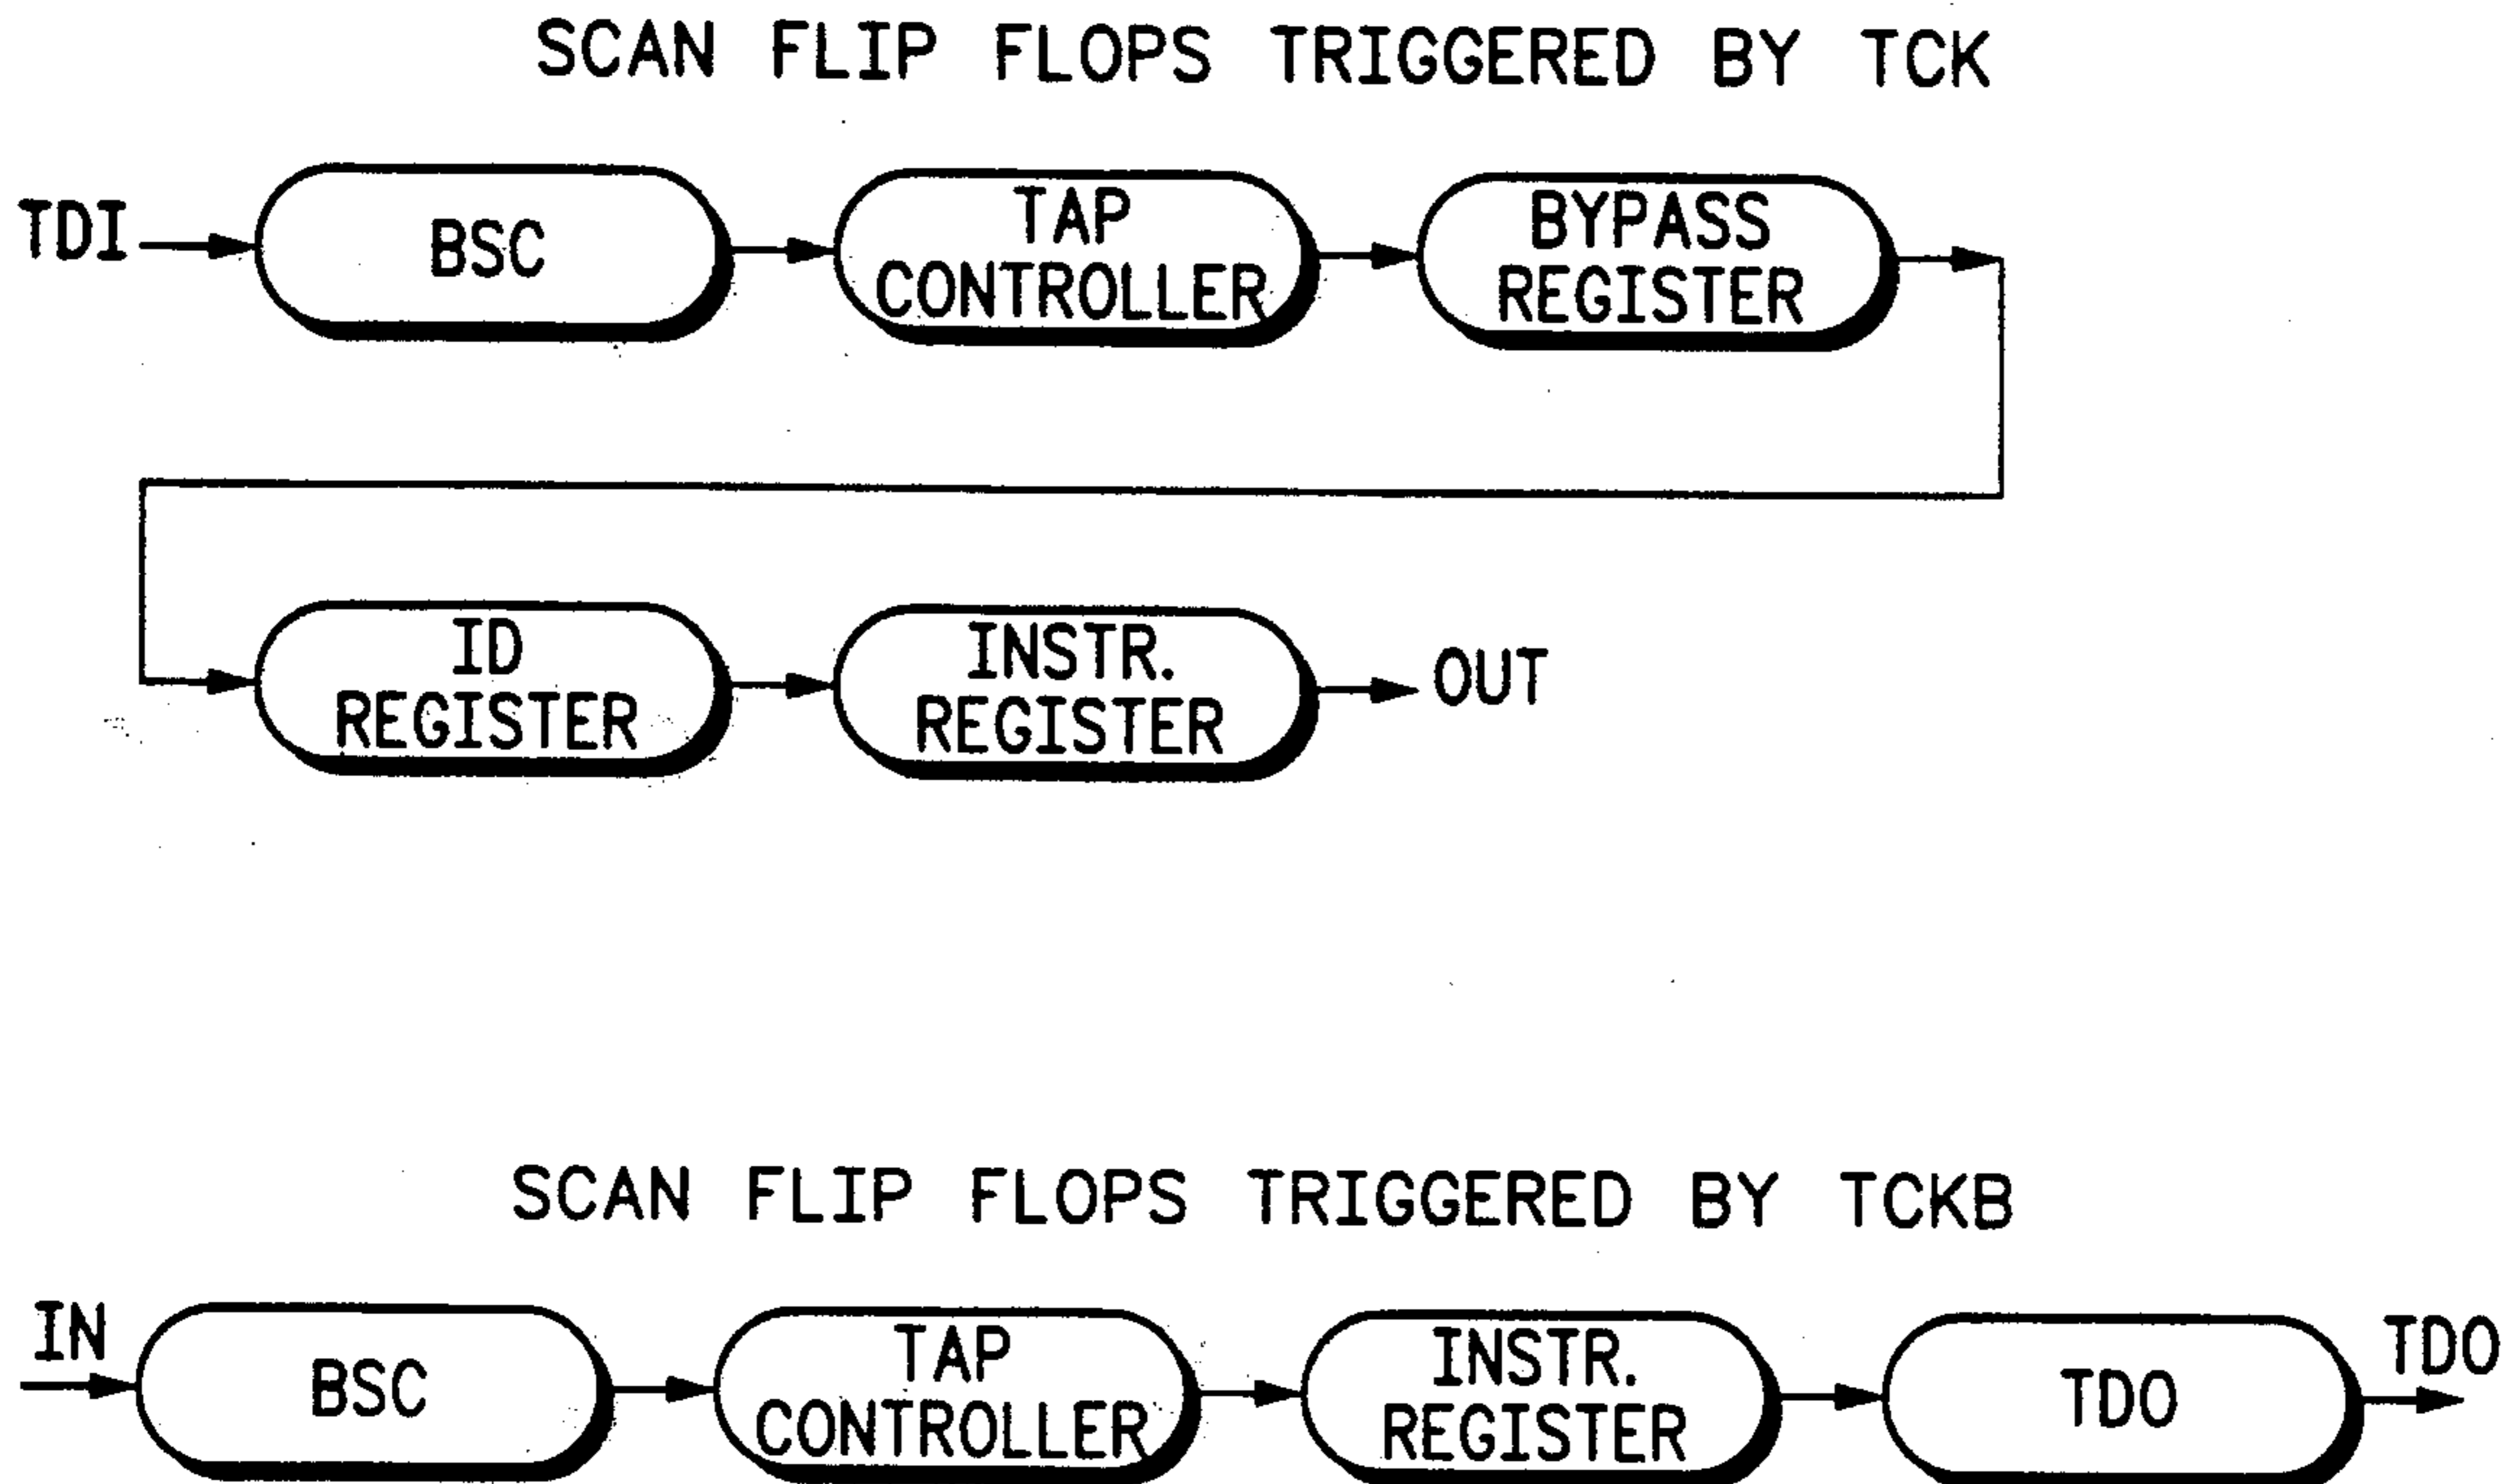 SCAN FLIP FLOPS TRIGGERED BY TCK
TDI
BSC
TAP
CONTROLLER
BYPASS
REGISTER
ID
REGISTER
INSTR.
REGISTER
OUT
SCAN FLIP FLOPS TRIGGERED BY TCKB
IN
BSC
TAP
CONTROLLER
INSTR.
REGISTER
TDO
TDO